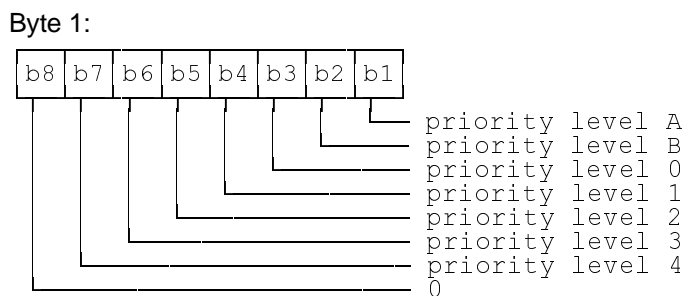 Byte 1:
b8 b7 b6 b5 b4 b3 b2 b1
priority level A
priority level B
priority level 0
priority level 1
priority level 2
priority level 3
priority level 4
0